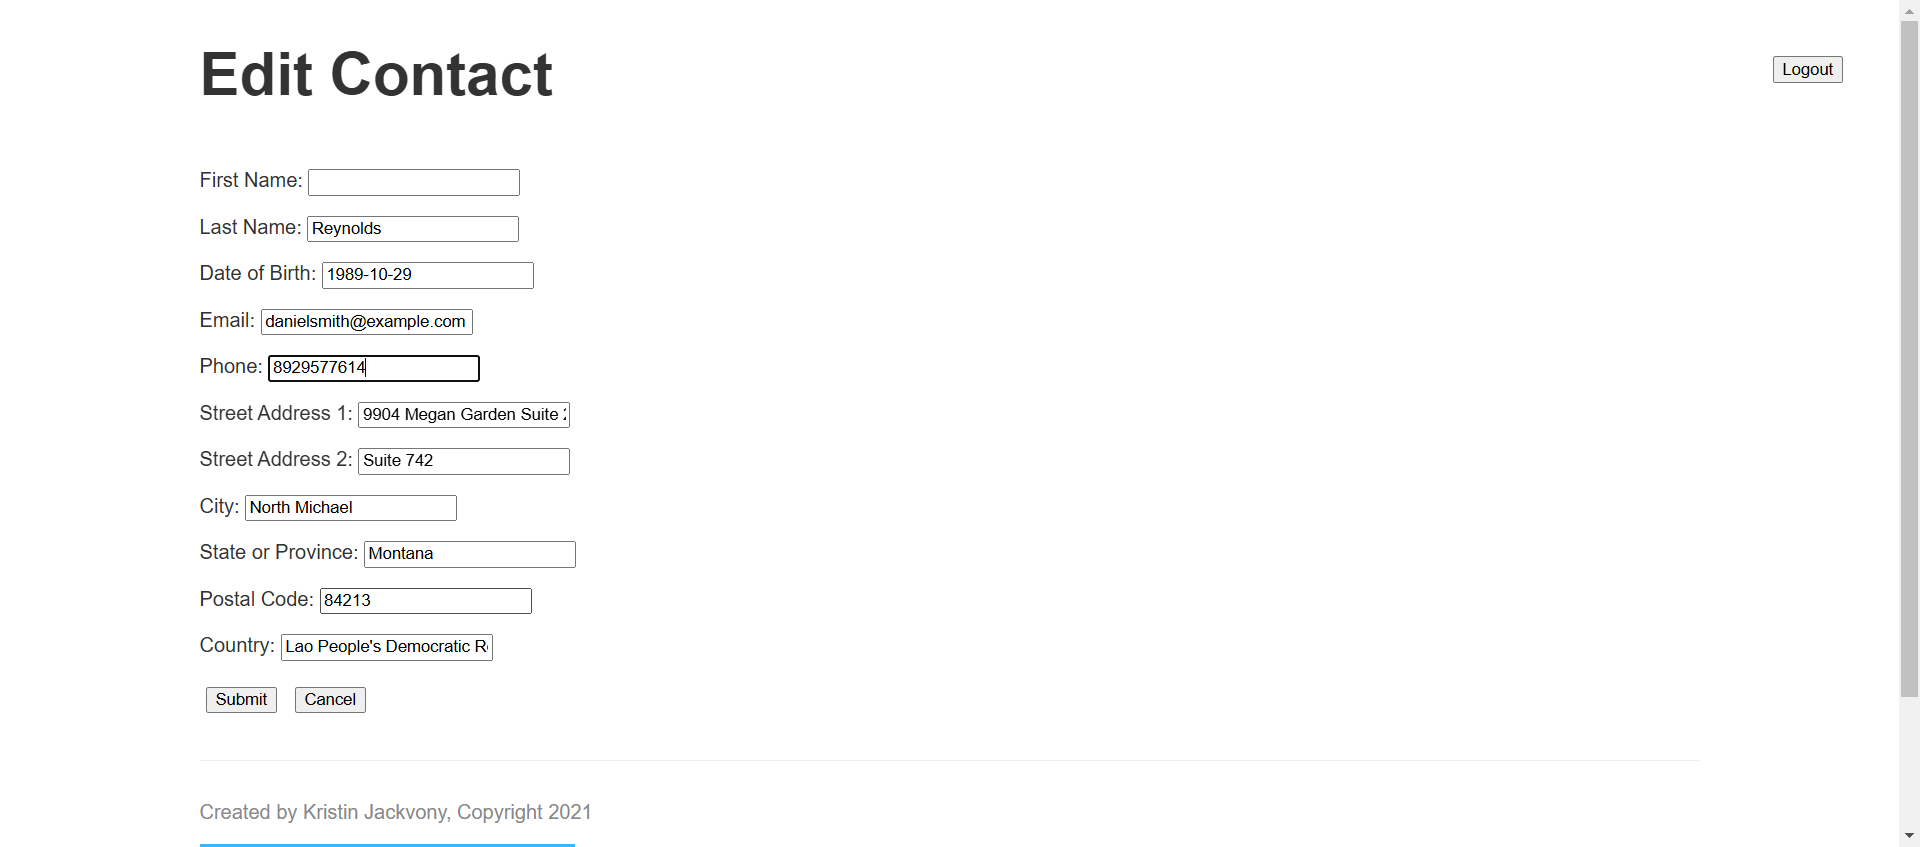 Edit Contact
Logout
First Name:
Last Name: Reynolds
Date of Birth: 1989-10-29
Email: danielsmith@example.com
Phone: 8929577614
Street Address 1: 9904 Megan Garden Suite
Street Address 2: Suite 742
City: North Michael
State or Province: Montana
Postal Code: 84213
Country: Lao People's Democratic
Submit Cancel
Created by Kristin Jackvony, Copyright 2021